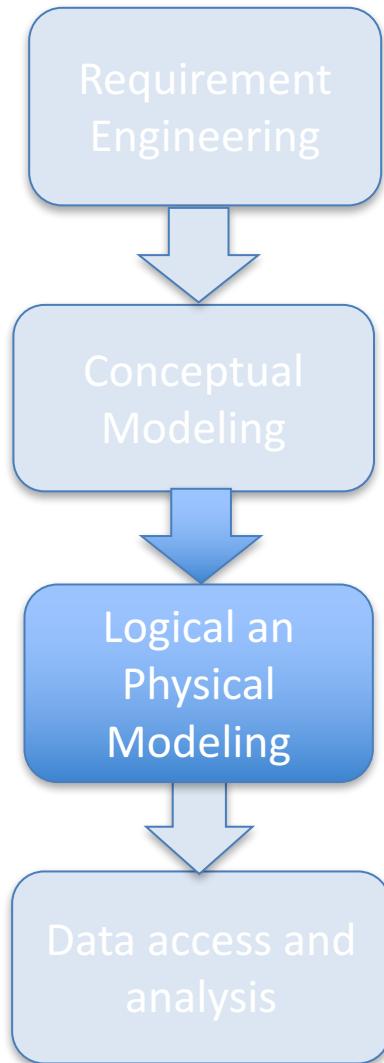 Requirement
Engineering
Conceptual
Modeling
Logical an
Physical
Modeling
Data access and
analysis